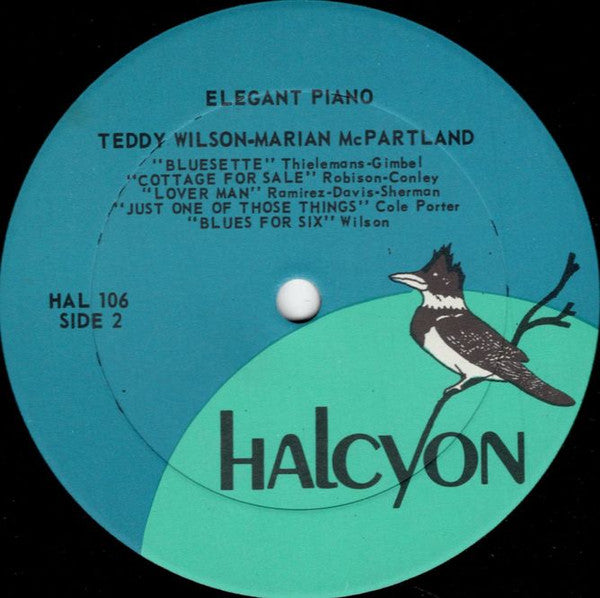 ELEGANT PIANO
TEDDY WILSON-MARIAN McPARTLAND
"BLUESETTE" Thielemans-Gimbel
"COTTAGE FOR SALE" Robison-Conley
"LOVER MAN" Ramirez-Davis-Sherman
"JUST ONE OF THOSE THINGS" Cole Porter
"BLUES FOR SIX" Wilson
HAL 106
SIDE 2
HALCYON